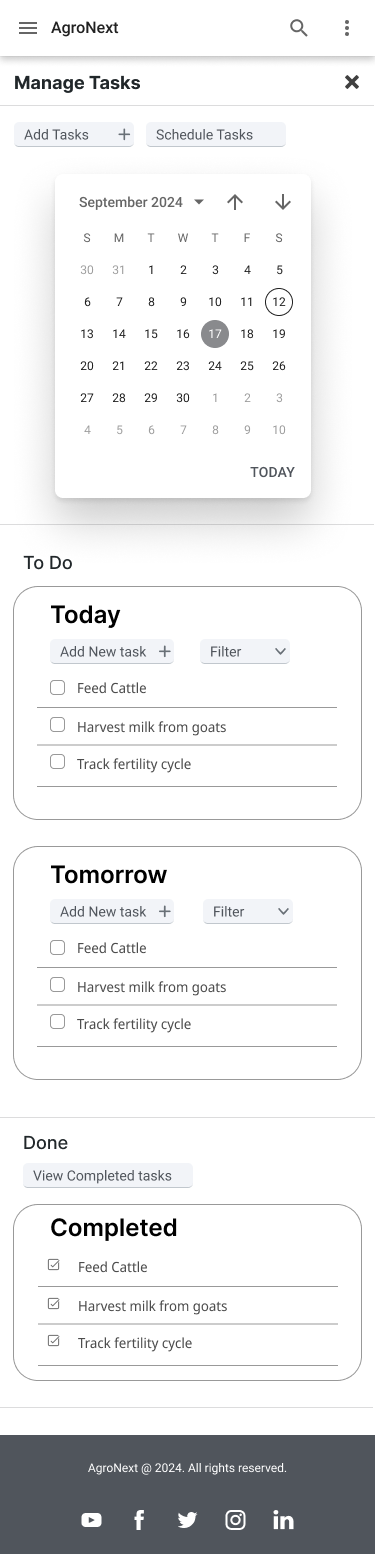 AgroNext
Manage Tasks
Add Tasks
Schedule Tasks
September 2024
S M T W T F S
30 31 1 2 3 4 5
6 7 8 9 10 11 12
13 14 15 16 17 18 19
20 21 22 23 24 25 26
27 28 29 30 1 2 3
4 5 6 7 8 9 10
TODAY
To Do
Today
Add New task
Filter
Feed Cattle
Harvest milk from goats
Track fertility cycle
Tomorrow
Add New task
Filter
Feed Cattle
Harvest milk from goats
Track fertility cycle
Done
View Completed tasks
Completed
Feed Cattle
Harvest milk from goats
Track fertility cycle
AgroNext @ 2024. All rights reserved.